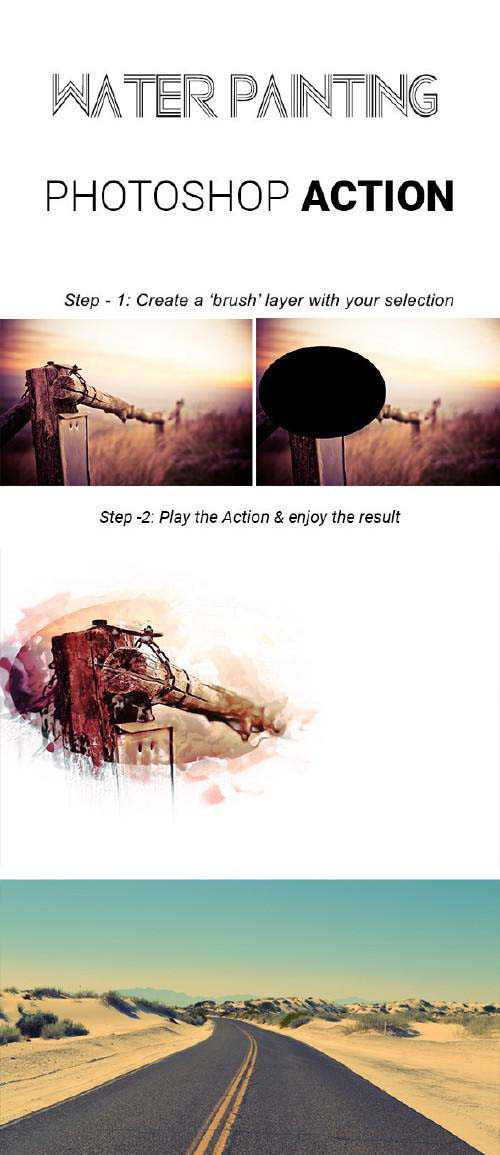 WATER PAINTING
PHOTOSHOP ACTION
Step - 1: Create a ‘brush’ layer with your selection
Step -2: Play the Action & enjoy the result